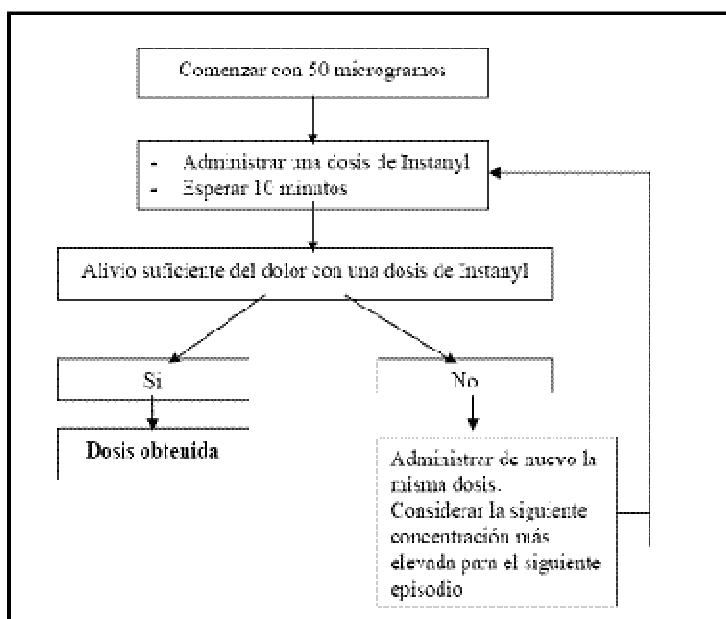 Comenzar con 50 microgramos
- Administrar una dosis de Instanyl
- Esperar 10 minutos
Alivio suficiente del dolor con una dosis de Instanyl
Si
No
Dosis obtenida
Administrar de nuevo la
misma dosis.
Considerar la siguiente
concentración más
elevada para el siguiente
episodio